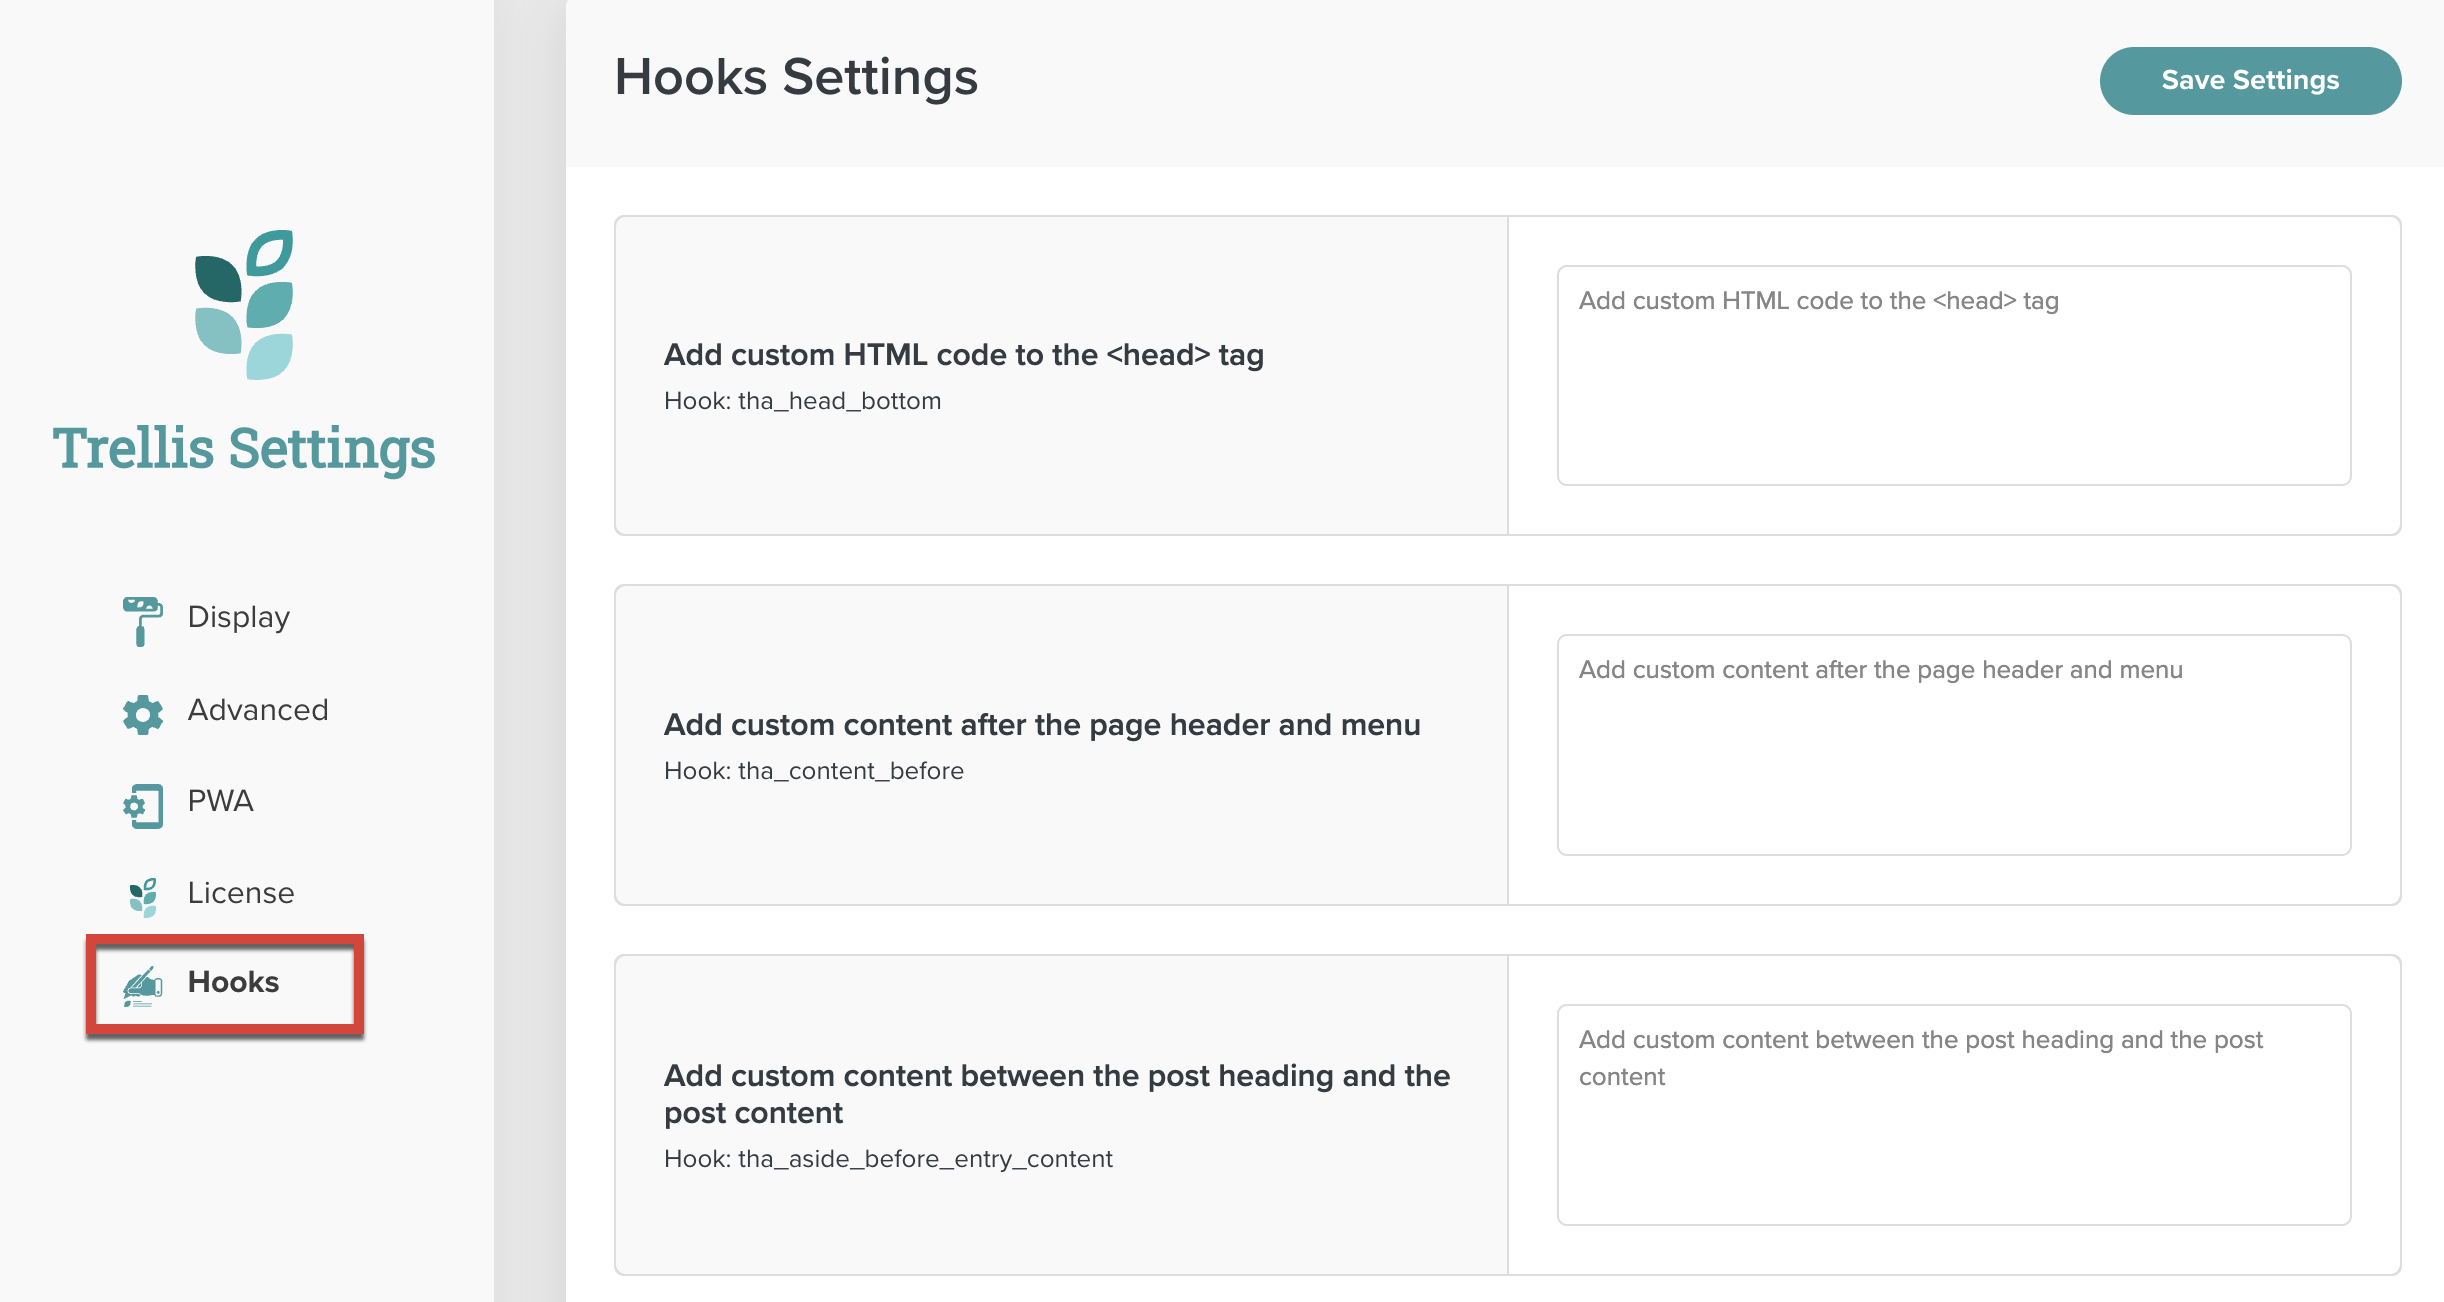 Trellis Settings
Display
Advanced
PWA
License
Hooks
Hooks Settings
Save Settings
Add custom HTML code to the <head> tag
Hook: tha_head_bottom
Add custom HTML code to the <head> tag
Add custom content after the page header and menu
Hook: tha_content_before
Add custom content after the page header and menu
Add custom content between the post heading and the
post content
Hook: tha_aside_before_entry_content
Add custom content between the post heading and the post
content